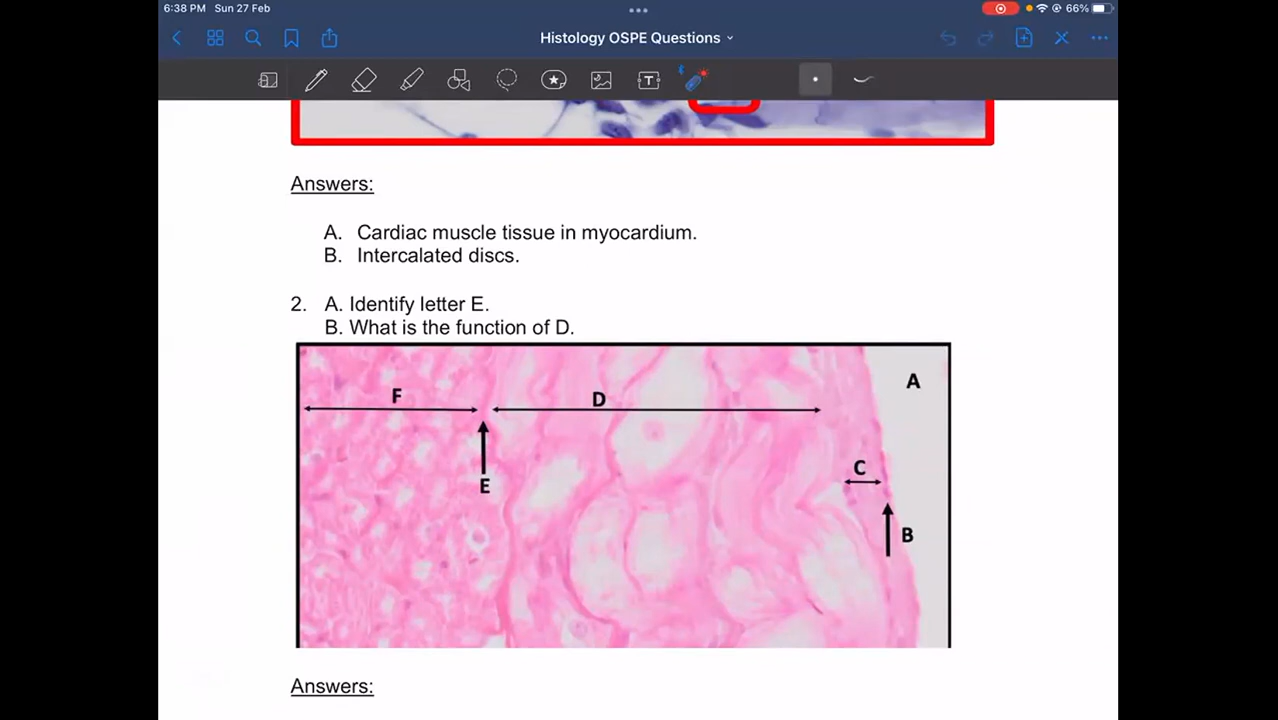 6:38 PM Sun 27 Feb
66%
Histology OSPE Questions
T
Answers:
A. Cardiac muscle tissue in myocardium.
B. Intercalated discs.
2. A. Identify letter E.
B. What is the function of D.
A
F
D
C
E
B
Answers: